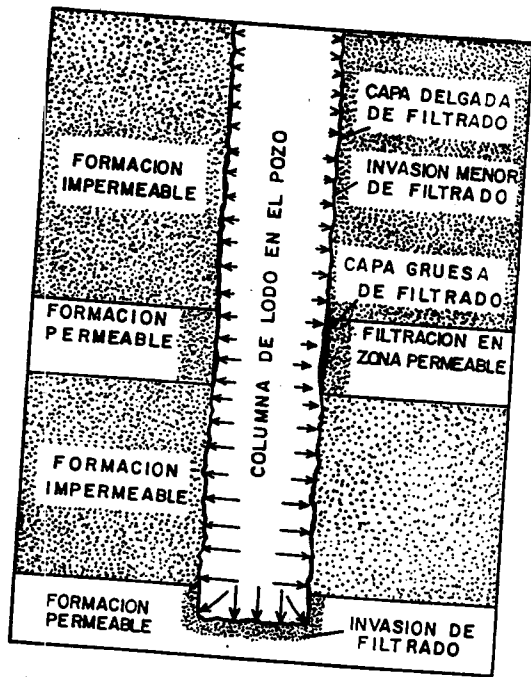 CAPA DELGADA
DE FILTRADO
FORMACION
IMPERMEABLE
INVASION MENOR
DE FILTRADO
COLUMNA DE LODO EN EL POZO
CAPA GRUESA
DE FILTRADO
FORMACION
PERMEABLE
FILTRACION EN
ZONA PERMEABLE
FORMACION
IMPERMEABLE
FORMACION
PERMEABLE
INVASION DE
FILTRADO